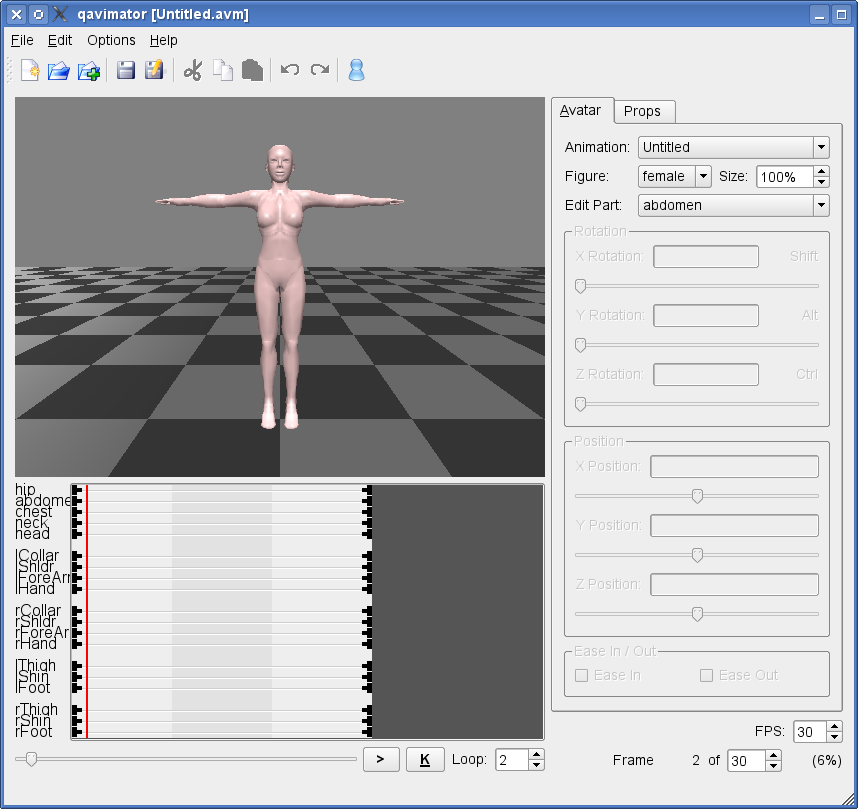 qavimator [Untitled.avm]
File Edit Options Help
Avatar Props
Animation: Untitled
Figure: female Size: 100%
Edit Part: abdomen
Rotation
X Rotation: Shift
Y Rotation: Alt
Z Rotation: Ctrl
Position
X Position:
Y Position:
Z Position:
Ease In / Out
Ease In Ease Out
hip
abdome
chest
neck
head
lCollar
lShldr
lForeArr
lHand
rCollar
rShldr
rForeAr
rHand
lThigh
lShin
lFoot
rThigh
rShin
rFoot
FPS: 30
> K Loop: 2 Frame 2 of 30 (6%)